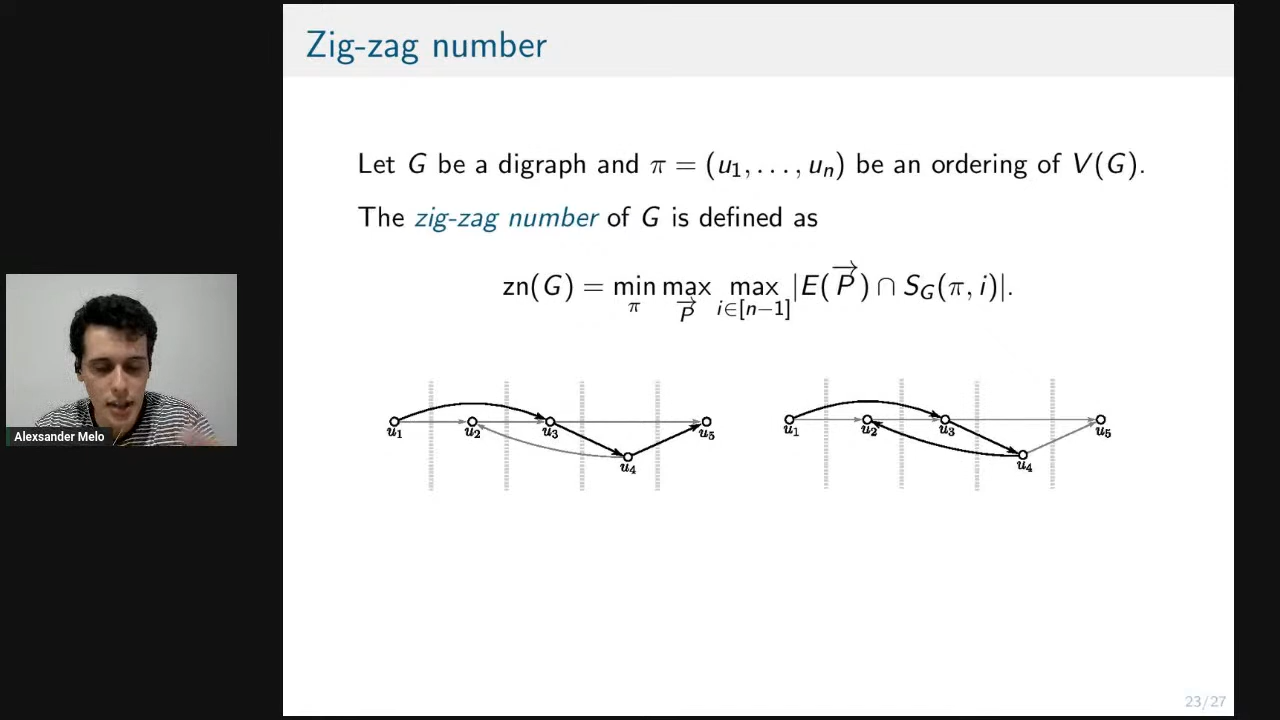 Zig-zag number
Let G be a digraph and π = (u₁, . . . , uₙ) be an ordering of V(G).
The zig-zag number of G is defined as
zn(G) = min max max |E(P⃗) ∩ S_G(π, i)|.
π P⃗ i∈[n−1]
u₁ u₂ u₃ u₄ u₅
u₁ u₂ u₃ u₄ u₅
Alexsander Melo
23/27